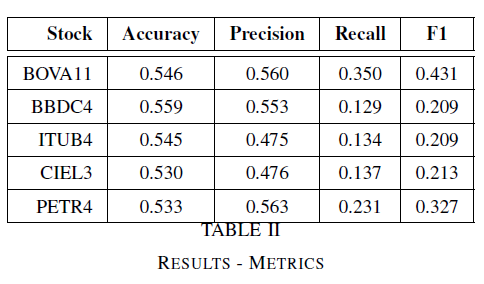 Stock Accuracy Precision Recall F1
BOVA11 0.546 0.560 0.350 0.431
BBDC4 0.559 0.553 0.129 0.209
ITUB4 0.545 0.475 0.134 0.209
CIEL3 0.530 0.476 0.137 0.213
PETR4 0.533 0.563 0.231 0.327
TABLE II
RESULTS - METRICS